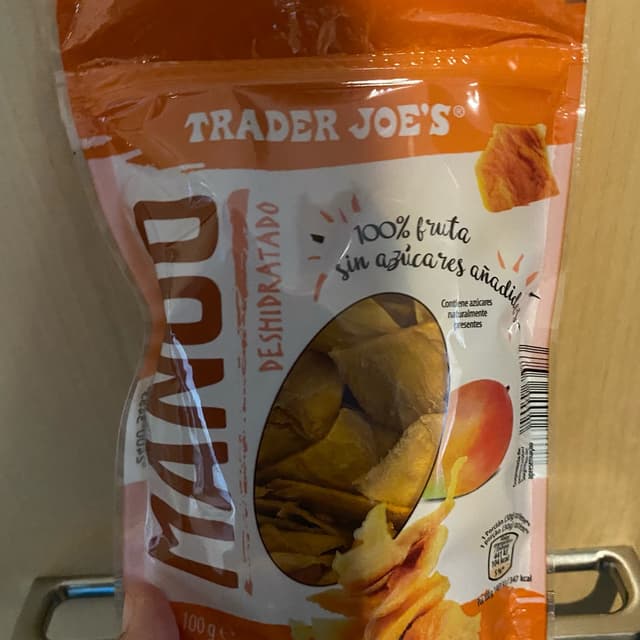 TRADER JOE'S®
MANGO
DESHIDRATADO
100% fruta
sin azúcares añadidos
Contiene azúcares
naturalmente
presentes
100 g